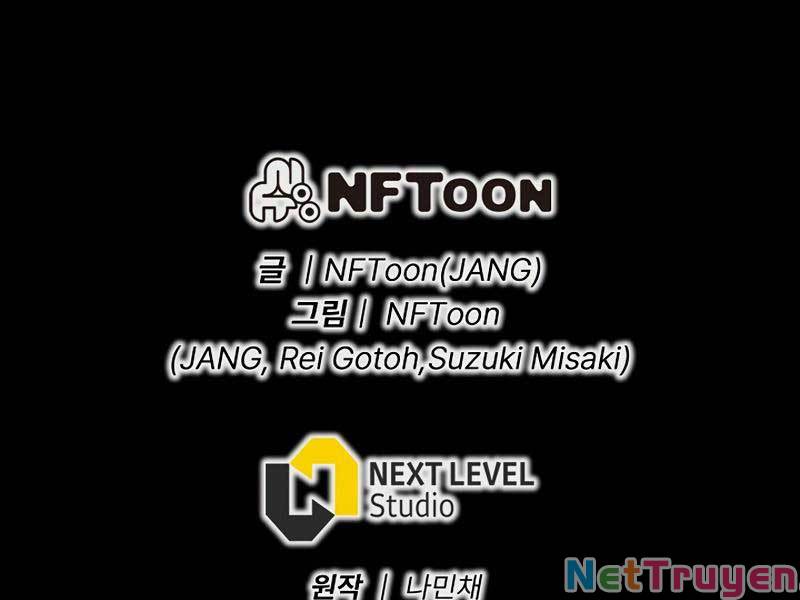 NFTOON
글 | NFToon(JANG)
그림 | NFToon
(JANG, Rei Gotoh,Suzuki Misaki)
NEXT LEVEL
Studio
원작 | 나민채
NetTruyen